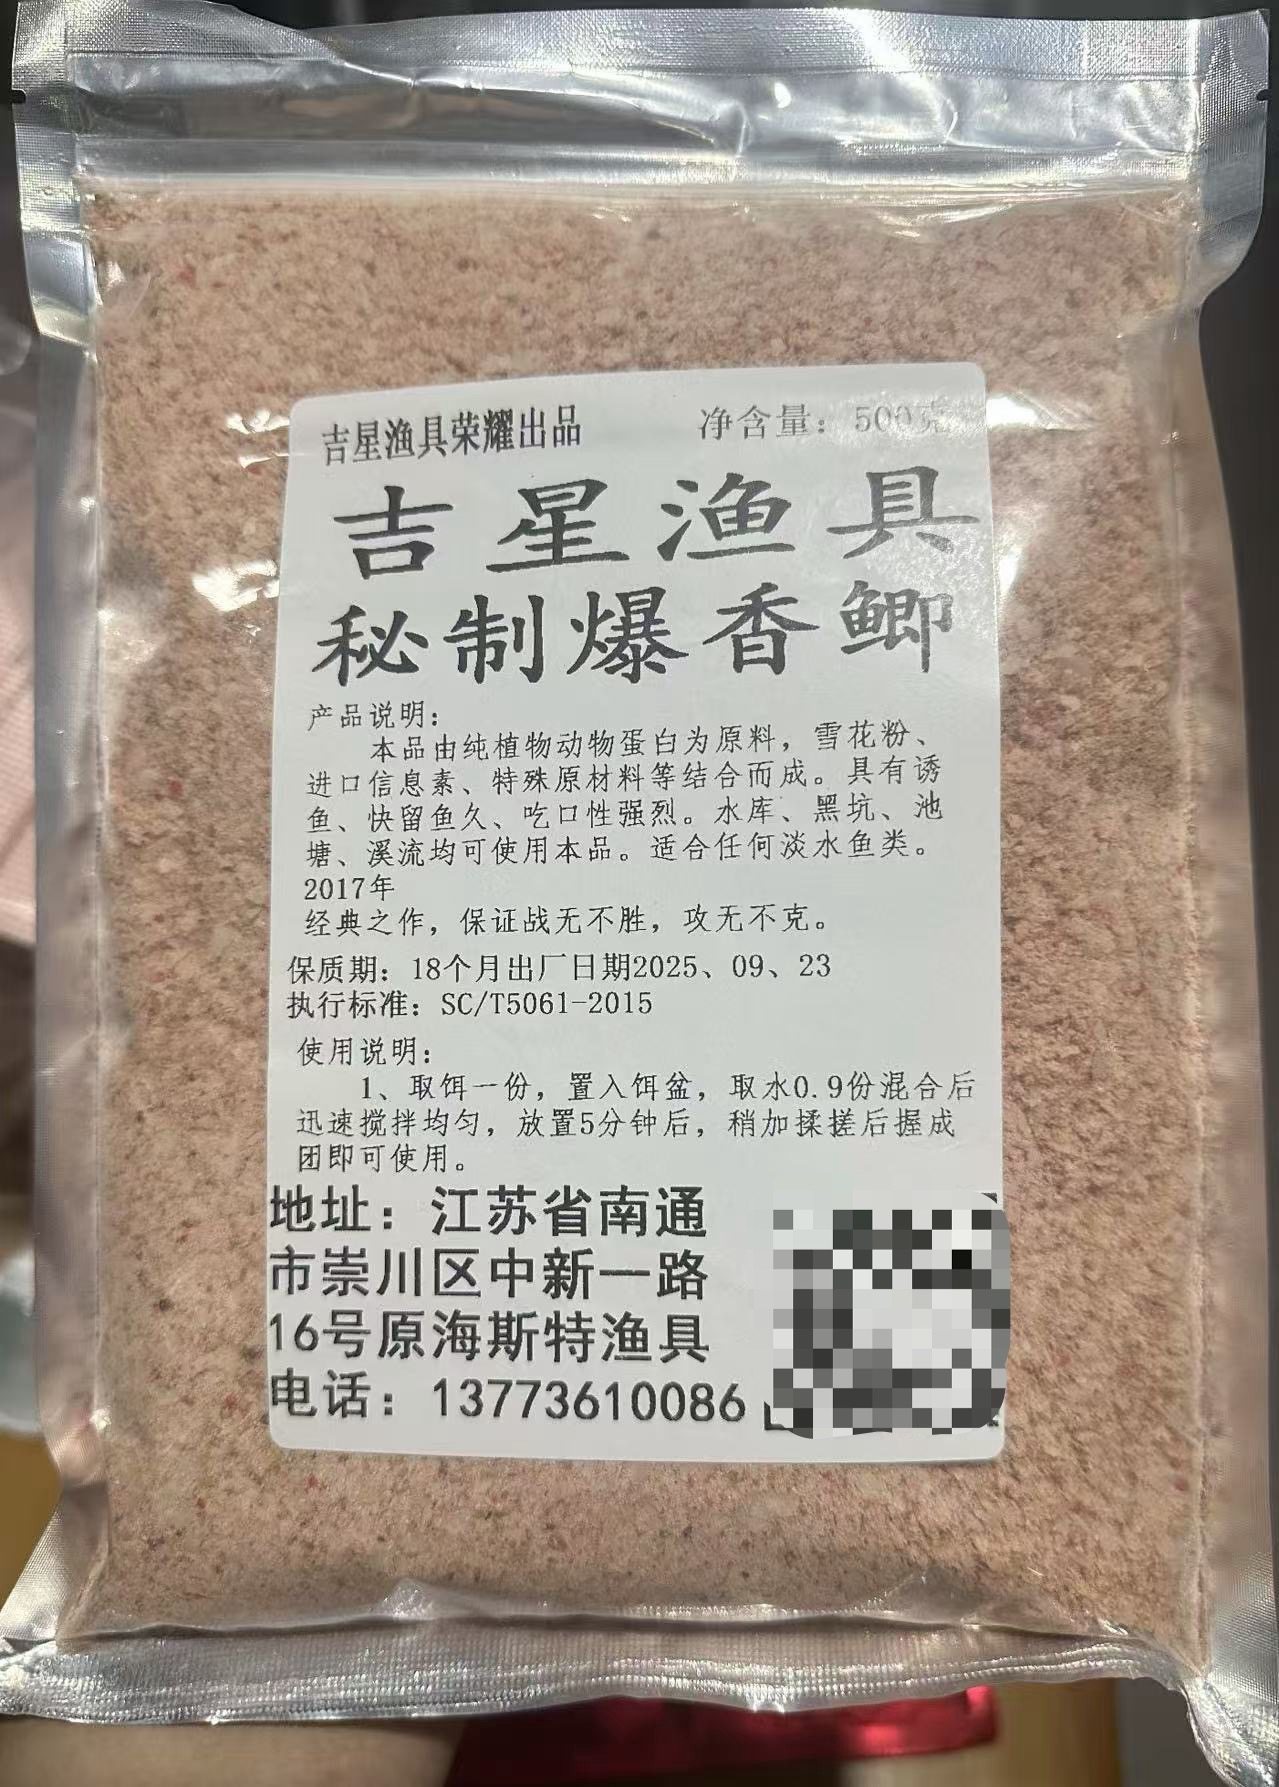 吉星渔具荣耀出品 净含量：500克
吉星渔具
秘制爆香鲫
产品说明：
本品由纯植物动物蛋白为原料，雪花粉、
进口信息素、特殊原材料等结合而成。具有诱
鱼、快留鱼久、吃口性强烈。水库、黑坑、池
塘、溪流均可使用本品。适合任何淡水鱼类。
2017年
经典之作，保证战无不胜，攻无不克。
保质期：18个月出厂日期2025、09、23
执行标准：SC/T5061-2015
使用说明：
1、取饵一份，置入饵盆，取水0.9份混合后
迅速搅拌均匀，放置5分钟后，稍加揉搓后握成
团即可使用。
地址：江苏省南通
市崇川区中新一路
16号原海斯特渔具
电话：13773610086